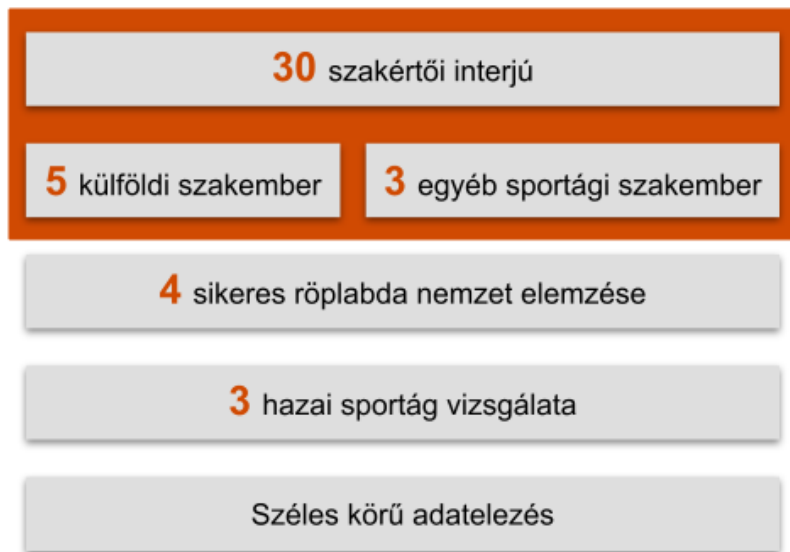 30 szakértői interjú
5 külföldi szakember
3 egyéb sportági szakember
4 sikeres röplabda nemzet elemzése
3 hazai sportág vizsgálata
Széles körű adatelezés